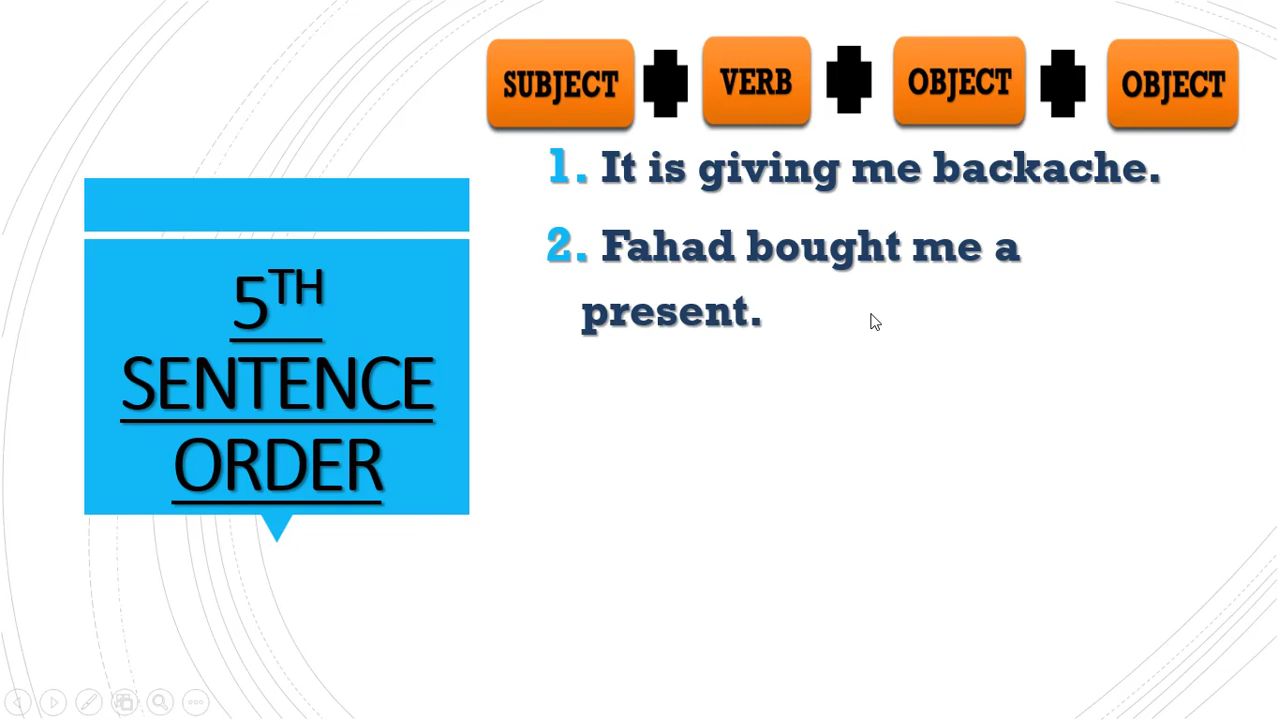 SUBJECT VERB OBJECT OBJECT
1. It is giving me backache.
2. Fahad bought me a
present.
5TH
SENTENCE
ORDER